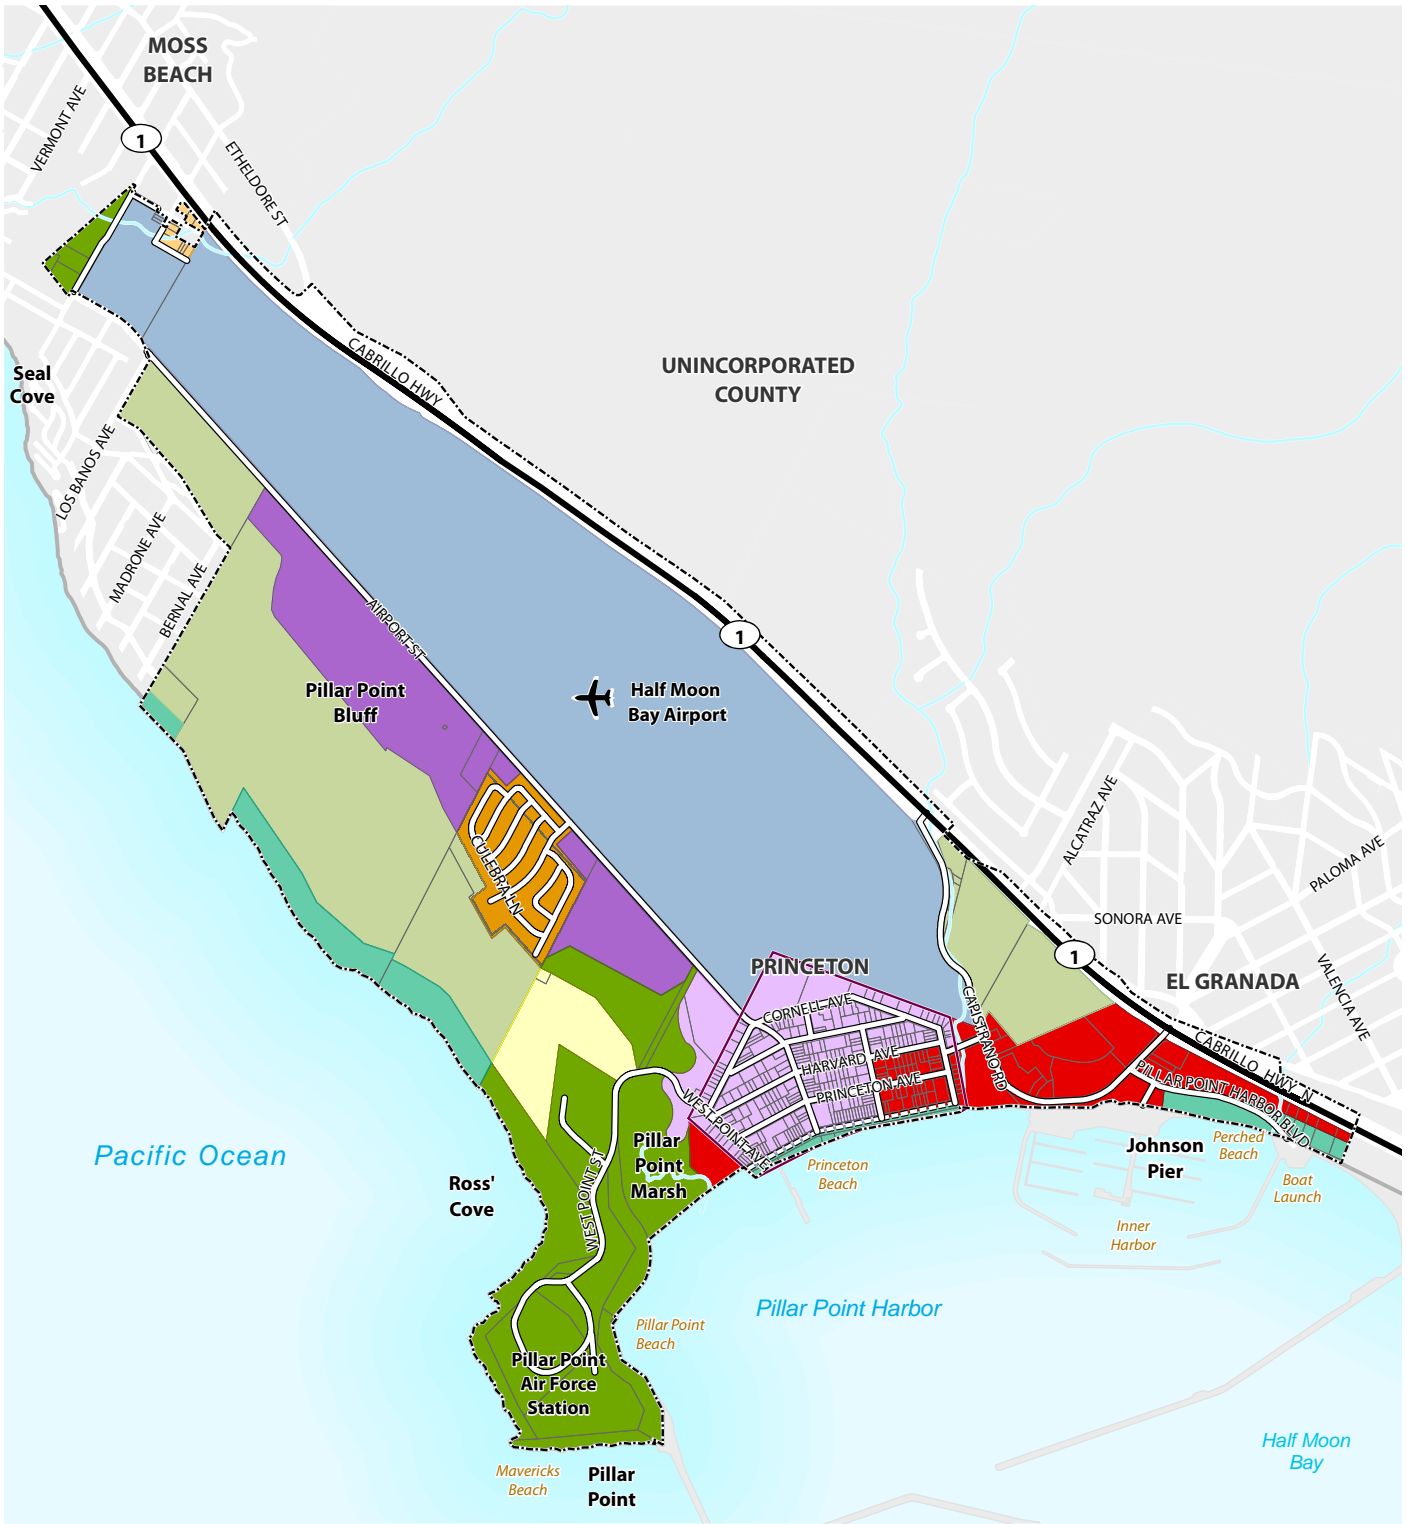 MOSS
BEACH
VERMONT AVE
1
ETHELDORE ST
CABRILLO HWY
UNINCORPORATED
COUNTY
Seal
Cove
LOS BANOS AVE
MADRONE AVE
BERNAL AVE
AIRPORT ST
1
Pillar Point
Bluff
Half Moon
Bay Airport
CULEBRA LN
ALCATRAZ AVE
PALOMA AVE
SONORA AVE
1
PRINCETON
EL GRANADA
VALENCIA AVE
CORNELL AVE
CAPISTRANO RD
HARVARD AVE
PRINCETON AVE
CABRILLO HWY N
PILLAR POINT HARBOR BLVD
WEST POINT AVE
Pacific Ocean
Pillar
Point
Marsh
Princeton
Beach
Johnson
Pier
Perched
Beach
Boat
Launch
Ross'
Cove
WEST POINT ST
Inner
Harbor
Pillar Point Harbor
Pillar Point
Beach
Pillar Point
Air Force
Station
Half Moon
Bay
Mavericks
Beach
Pillar
Point